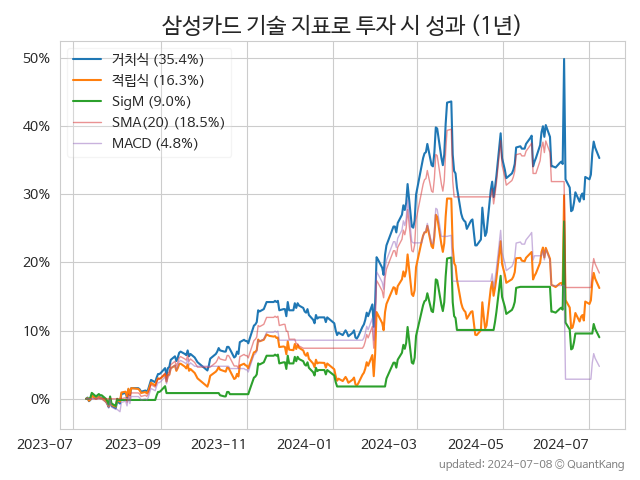 삼성카드 기술 지표로 투자 시 성과 (1년)
거치식 (35.4%)
적립식 (16.3%)
SigM (9.0%)
SMA(20) (18.5%)
MACD (4.8%)
50%
40%
30%
20%
10%
0%
2023-07 2023-09 2023-11 2024-01 2024-03 2024-05 2024-07
updated: 2024-07-08 © QuantKang